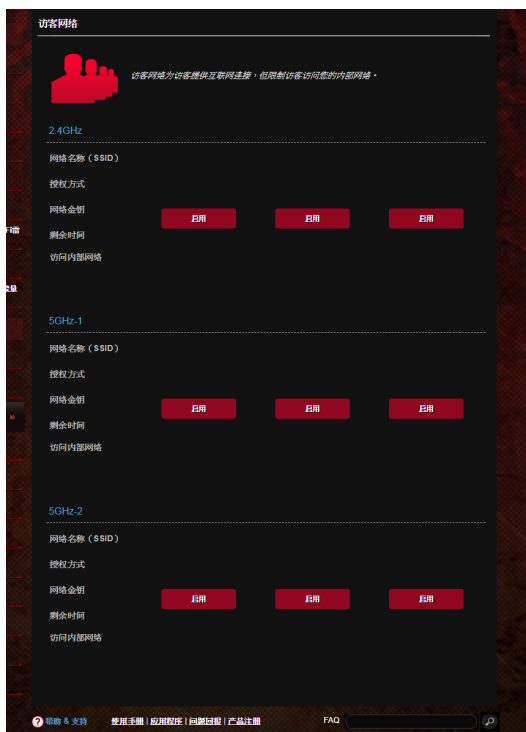 访客网络
访客网络为访客提供互联网连接，但限制访客访问您的内部网络。
2.4GHz
网络名称（SSID）
授权方式
网络金钥
剩余时间
访问内部网络
启用 启用 启用
5GHz-1
网络名称（SSID）
授权方式
网络金钥
剩余时间
访问内部网络
启用 启用 启用
5GHz-2
网络名称（SSID）
授权方式
网络金钥
剩余时间
访问内部网络
启用 启用 启用
帮助 & 支持 使用手册 | 应用程序 | 问题回报 | 产品注册 FAQ